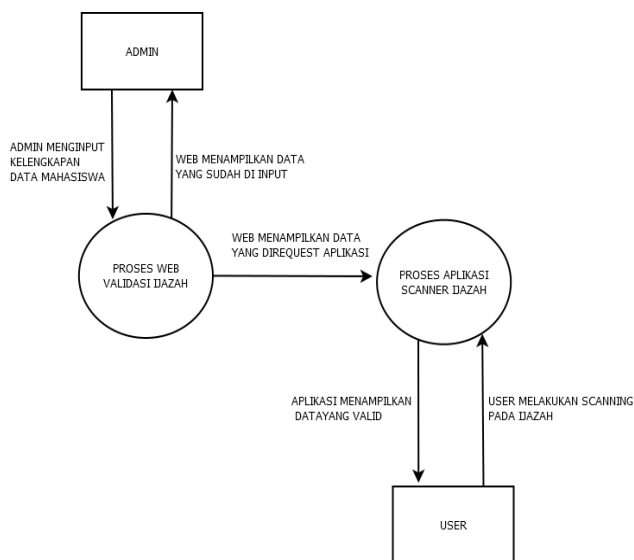 ADMIN
ADMIN MENGINPUT
KELENGKAPAN
DATA MAHASISWA
WEB MENAMPILKAN DATA
YANG SUDAH DI INPUT
WEB MENAMPILKAN DATA
YANG DIREQUEST APLIKASI
PROSES WEB
VALIDASI IJAZAH
PROSES APLIKASI
SCANNER IJAZAH
APLIKASI MENAMPILKAN
DATAYANG VALID
USER MELAKUKAN SCANNING
PADA IJAZAH
USER